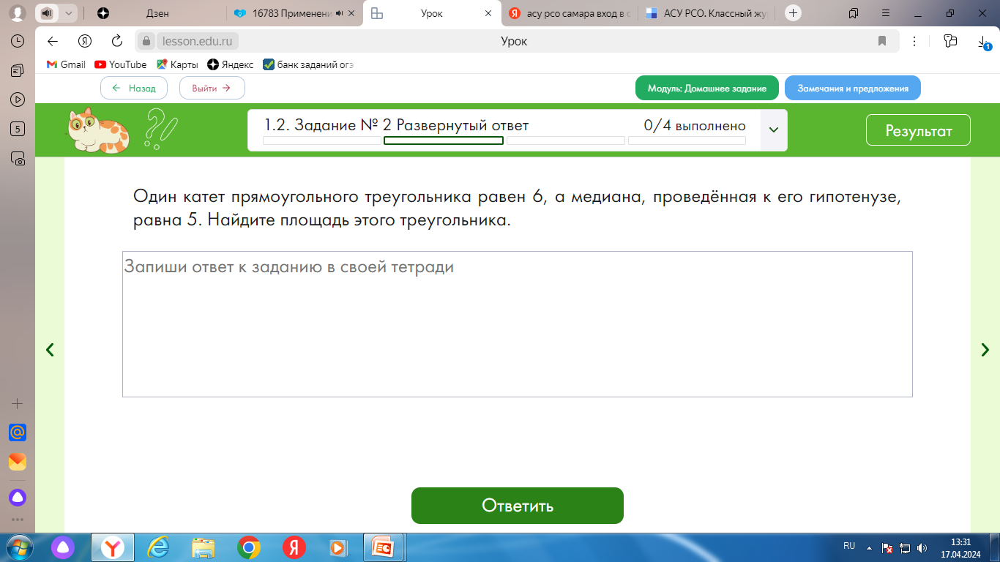 Дзен
16783 Применени
Урок
асу рсо самара вход в с
АСУ РСО. Классный жу
lesson.edu.ru
Урок
1
Gmail
YouTube
Карты
Яндекс
банк заданий огэ
Назад
Выйти
Модуль: Домашнее задание
Замечания и предложения
5
1.2. Задание № 2 Развернутый ответ
0/4 выполнено
Результат
Один катет прямоугольного треугольника равен 6, а медиана, проведённая к его гипотенузе,
равна 5. Найдите площадь этого треугольника.
Запиши ответ к заданию в своей тетради
Ответить
RU
13:31
17.04.2024